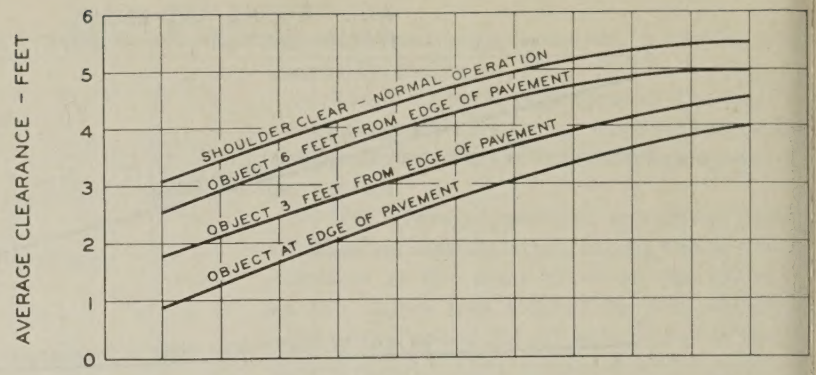 AVERAGE CLEARANCE - FEET
6
5
4
3
2
1
0
SHOULDER CLEAR - NORMAL OPERATION
OBJECT 6 FEET FROM EDGE OF PAVEMENT
OBJECT 3 FEET FROM EDGE OF PAVEMENT
OBJECT AT EDGE OF PAVEMENT